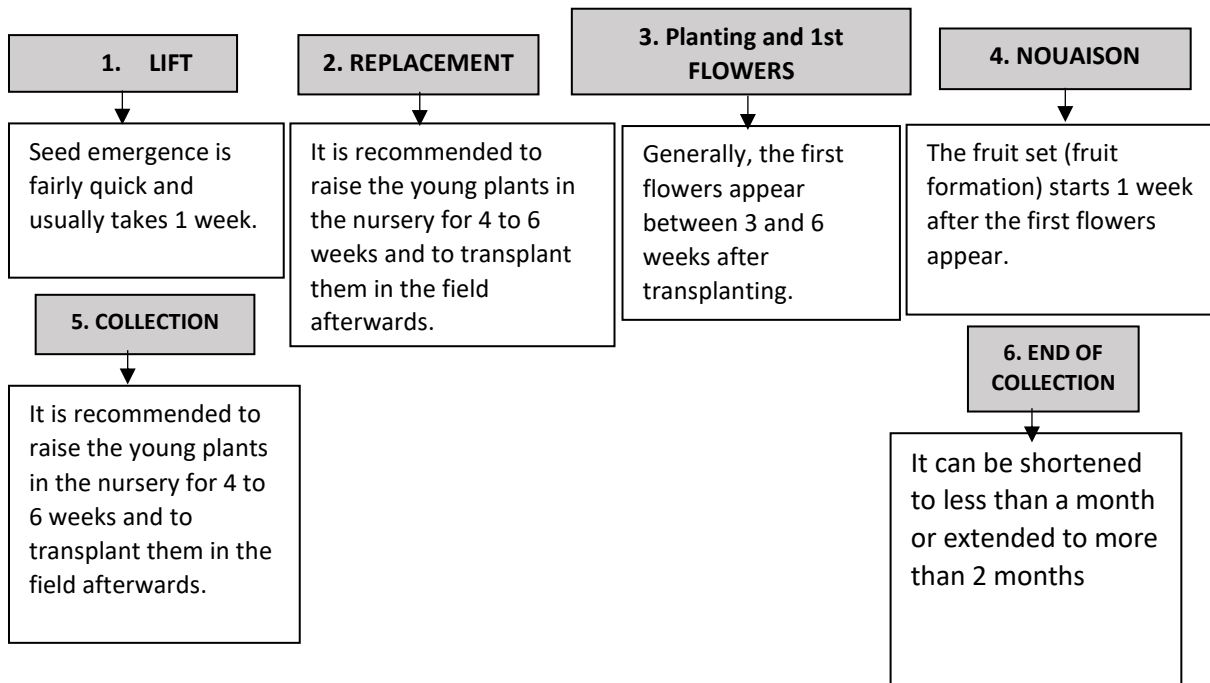 1. LIFT
Seed emergence is
fairly quick and
usually takes 1 week.
2. REPLACEMENT
It is recommended to
raise the young plants in
the nursery for 4 to 6
weeks and to transplant
them in the field
afterwards.
3. Planting and 1st
FLOWERS
Generally, the first
flowers appear
between 3 and 6
weeks after
transplanting.
4. NOUAISON
The fruit set (fruit
formation) starts 1 week
after the first flowers
appear.
5. COLLECTION
It is recommended to
raise the young plants
in the nursery for 4 to
6 weeks and to
transplant them in the
field afterwards.
6. END OF
COLLECTION
It can be shortened
to less than a month
or extended to more
than 2 months